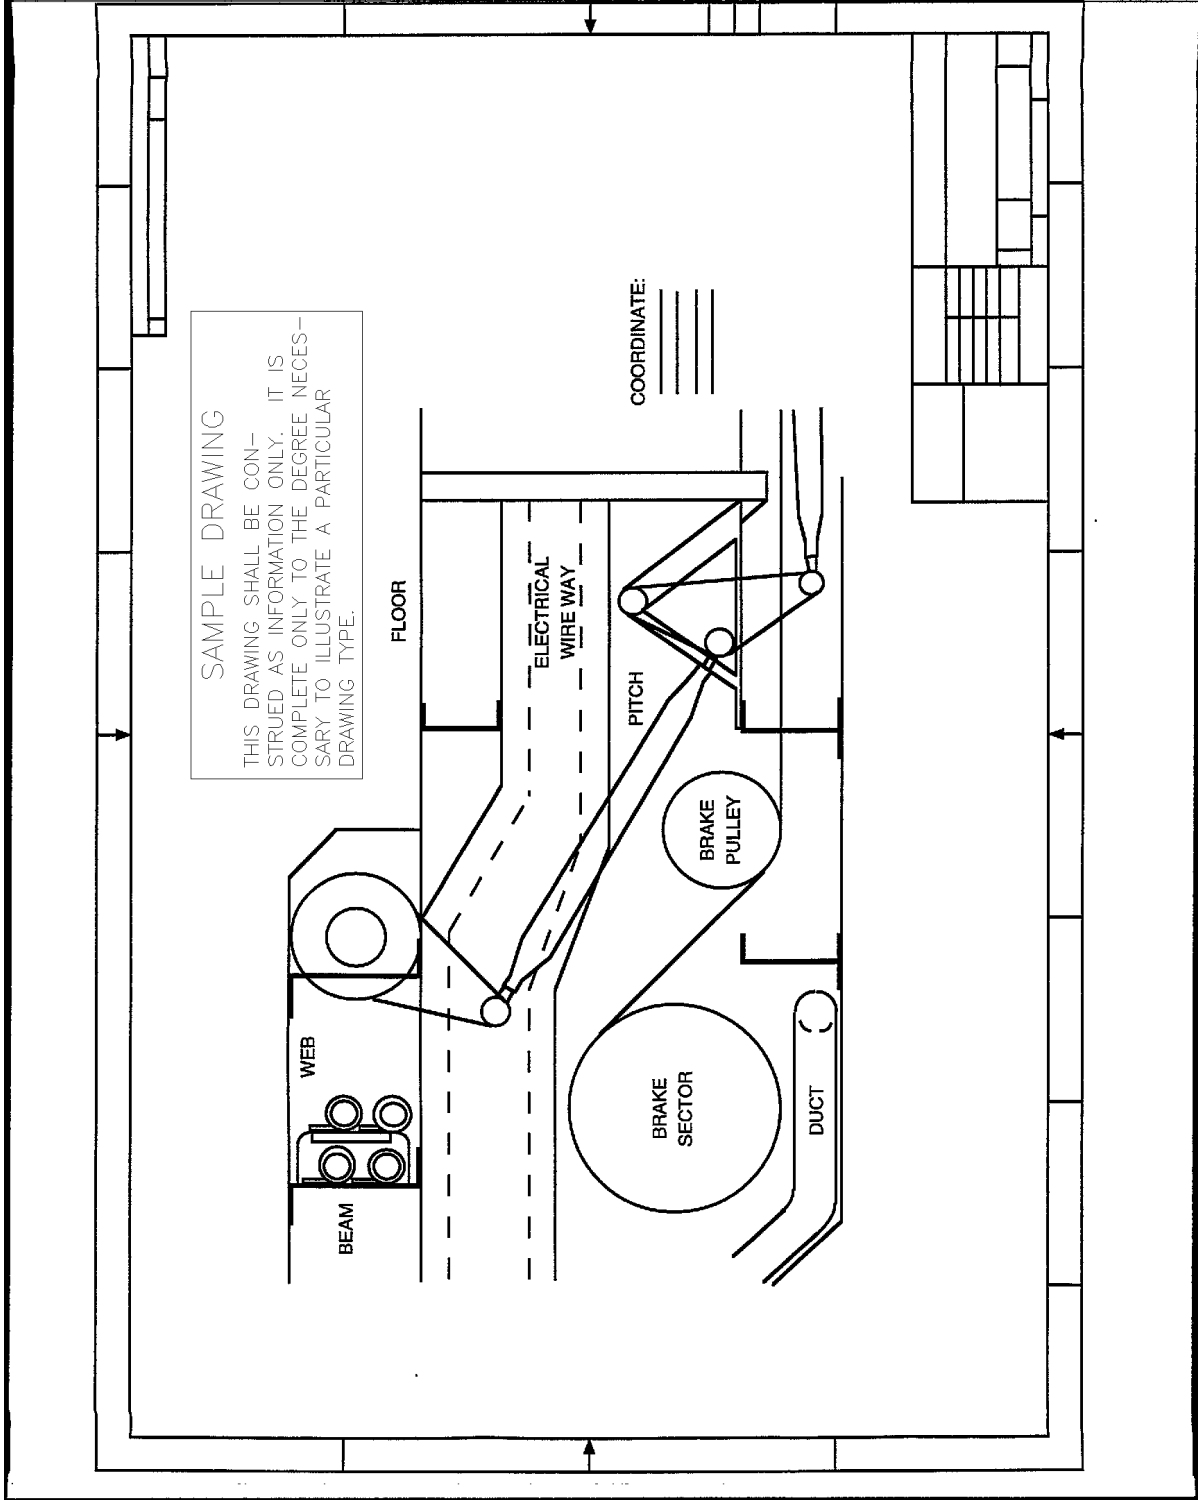 SAMPLE DRAWING
THIS DRAWING SHALL BE CON-
STRUED AS INFORMATION ONLY. IT IS
COMPLETE ONLY TO THE DEGREE NECES-
SARY TO ILLUSTRATE A PARTICULAR
DRAWING TYPE.
COORDINATE:
FLOOR
ELECTRICAL
WIRE WAY
PITCH
WEB
BEAM
BRAKE
PULLEY
BRAKE
SECTOR
DUCT